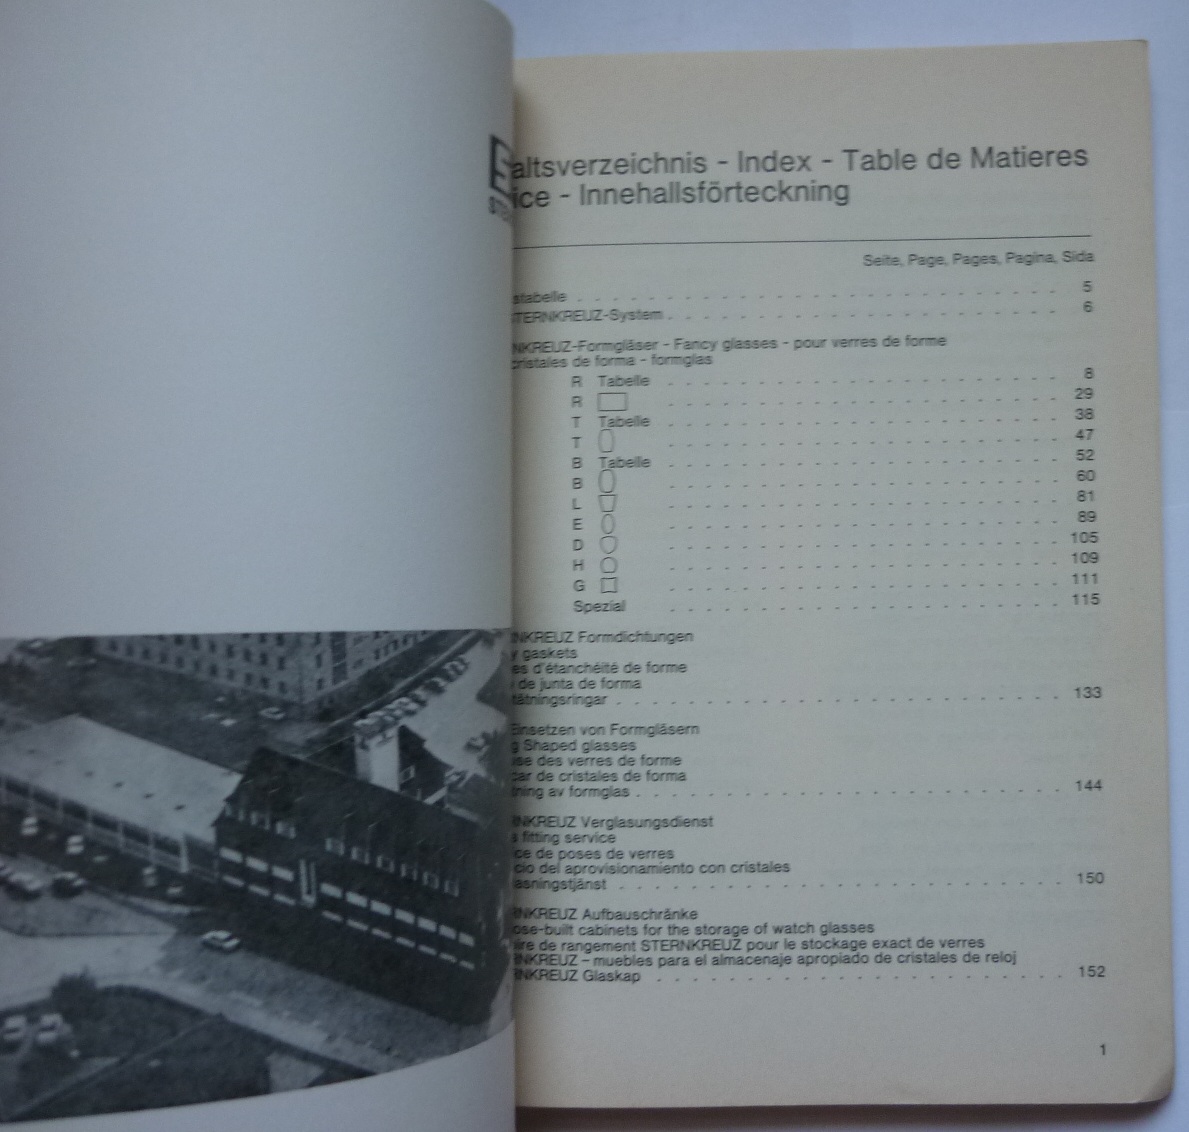 altsverzeichnis - Index - Table de Matieres
ice - Innehallsförteckning
Seite, Page, Pages, Pagina, Sida
stabelle 5
TERNKREUZ-System 6
NKREUZ-Formgläser - Fancy glasses - pour verres de forme
cristales de forma - formglas
R Tabelle 8
R 29
T Tabelle 38
T 47
B Tabelle 52
B 60
L 81
E 89
D 105
H 109
G 111
Spezial 115
NKREUZ Formdichtungen
y gaskets
es d'étanchéité de forme
de junta de forma
tätningsringar 133
Einsetzen von Formgläsern
g Shaped glasses
ise des verres de forme
car de cristales de forma
tning av formglas 144
NKREUZ Verglasungsdienst
s fitting service
ice de poses de verres
cio del aprovisionamiento con cristales
asningstjänst 150
NKREUZ Aufbauschränke
ose-built cabinets for the storage of watch glasses
ire de rangement STERNKREUZ pour le stockage exact de verres
NKREUZ - muebles para el almacenaje apropiado de cristales de reloj
NKREUZ Glaskap 152
1